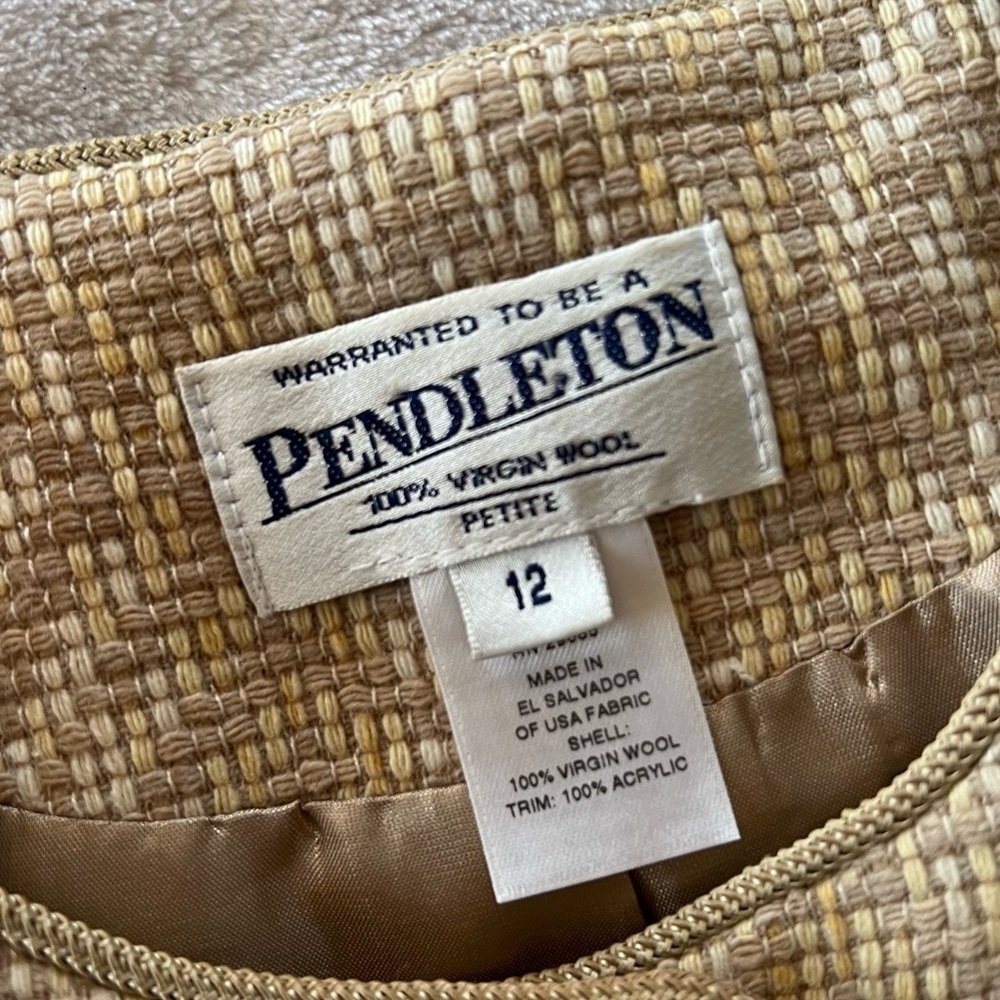 WARRANTED TO BE A
PENDLETON
100% VIRGIN WOOL
PETITE
12
MADE IN
EL SALVADOR
OF USA FABRIC
SHELL:
100% VIRGIN WOOL
TRIM: 100% ACRYLIC